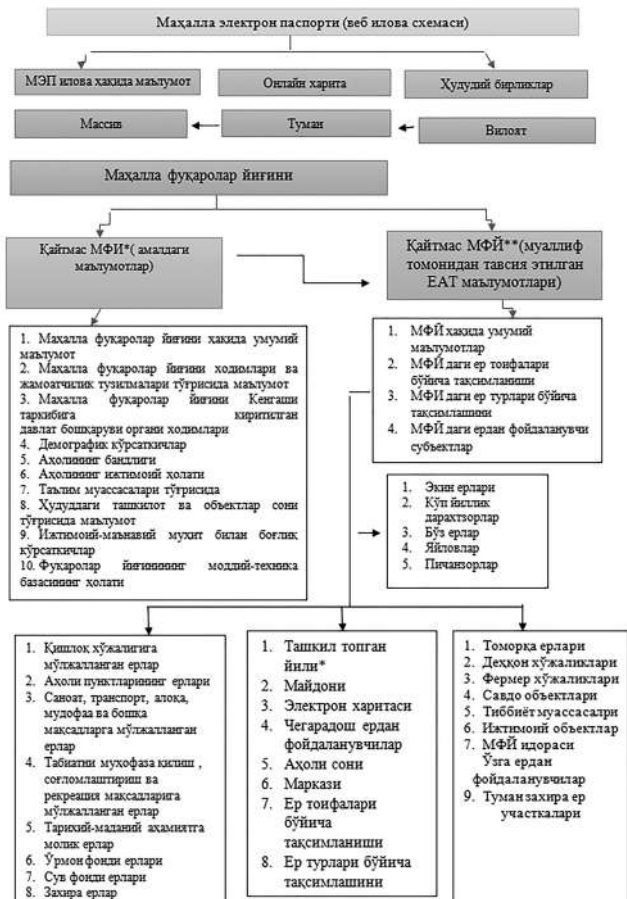 Маҳалла электрон паспорти (веб илова схемаси)
МЭП илова ҳақида маълумот
Онлайн харита
Ҳудудий бирликлар
Массив
Туман
Вилоят
Маҳалла фуқаролар йиғини
Қайтмас МФИ*( амалдаги
маълумотлар)
Қайтмас МФЙ**(муаллиф
томонидан тавсия этилган
ЕАТ маълумотлари)
1. Маҳалла фуқаролар йиғини ҳақида умумий
маълумот
2. Маҳалла фуқаролар йиғини ходимлари ва
жамоатчилик тузилмалари тўғрисида маълумот
3. Маҳалла фуқаролар йиғини Кенгаши
таркибига киритилган
давлат бошқаруви органи ходимлари
4. Демографик кўрсаткичлар
5. Аҳолининг бандлиги
6. Аҳолининг ижтимоий ҳолати
7. Таълим муассасалари тўғрисида
8. Ҳудуддаги ташкилот ва объектлар сони
тўғрисида маълумот
9. Ижтимоий-маънавий муҳит билан боғлиқ
кўрсаткичлар
10. Фуқаролар йиғинининг моддий-техника
базасининг ҳолати
1. МФЙ ҳақида умумий
маълумотлар
2. МФЙ даги ер тоифалари
бўйича тақсимланиши
3. МФИ даги ер турлари бўйича
тақсимлашини
4. МФЙ даги ердан фойдаланувчи
субъектлар
1. Экин ерлари
2. Кўп йиллик
дарахтзорлар
3. Бўз ерлар
4. Яйловлар
5. Пичанзорлар
1. Қишлоқ хўжалигига
мўлжалланган ерлар
2. Аҳоли пунктларининг ерлари
3. Саноат, транспорт, алоқа,
мудофаа ва бошқа
мақсадларга мўлжалланган
ерлар
4. Табиатни муҳофаза қилиш ,
соғломлаштириш ва
рекреация мақсадларига
мўлжалланган ерлар
5. Тарихий-маданий аҳамиятга
молик ерлар
6. Ўрмон фонди ерлари
7. Сув фонди ерлари
8. Захира ерлар
1. Ташкил топган
йили*
2. Майдони
3. Электрон харитаси
4. Чегарадош ердан
фойдаланувчилар
5. Аҳоли сони
6. Маркази
7. Ер тоифалари
бўйича
тақсимланиши
8. Ер турлари бўйича
тақсимлашини
1. Томорқа ерлари
2. Деҳқон хўжаликлари
3. Фермер хўжаликлари
4. Савдо объектлари
5. Тиббиёт муассасалри
6. Ижтимоий объектлар
7. МФЙ идораси
Ўзга ердан
фойдаланувчилар
9. Туман захира ер
участкалари